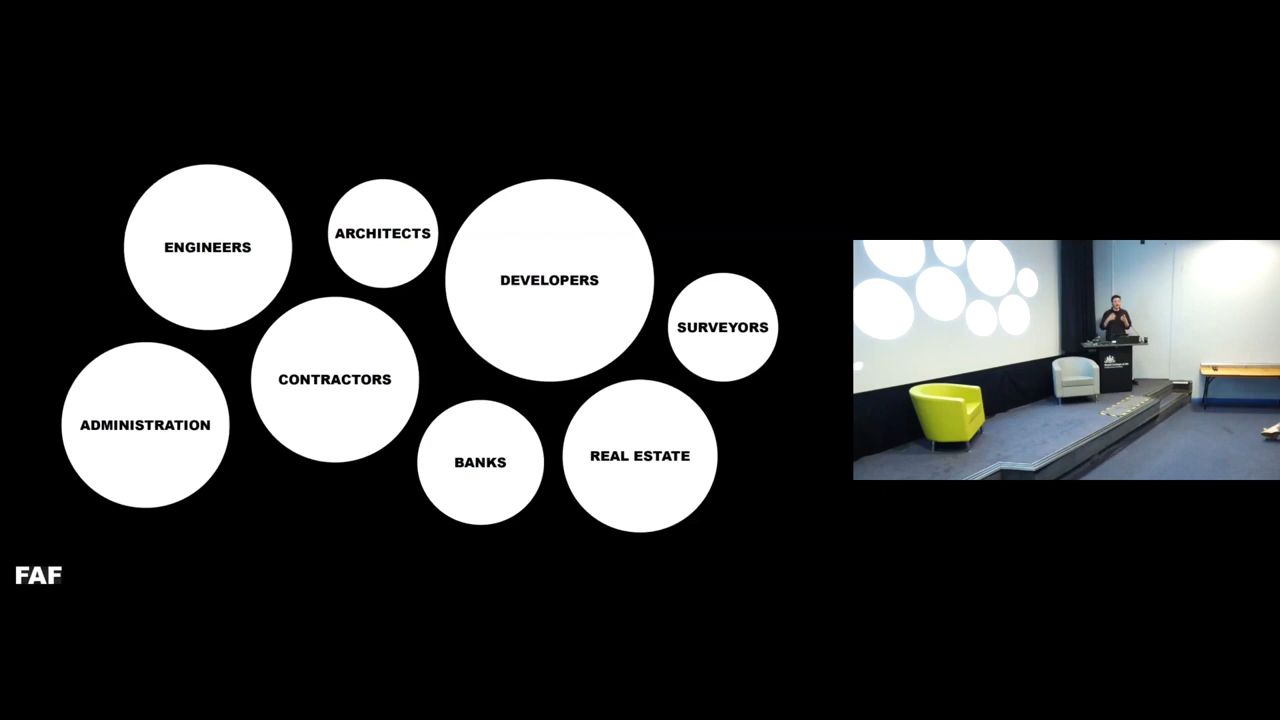 ENGINEERS
ARCHITECTS
DEVELOPERS
SURVEYORS
CONTRACTORS
ADMINISTRATION
BANKS
REAL ESTATE
FAF